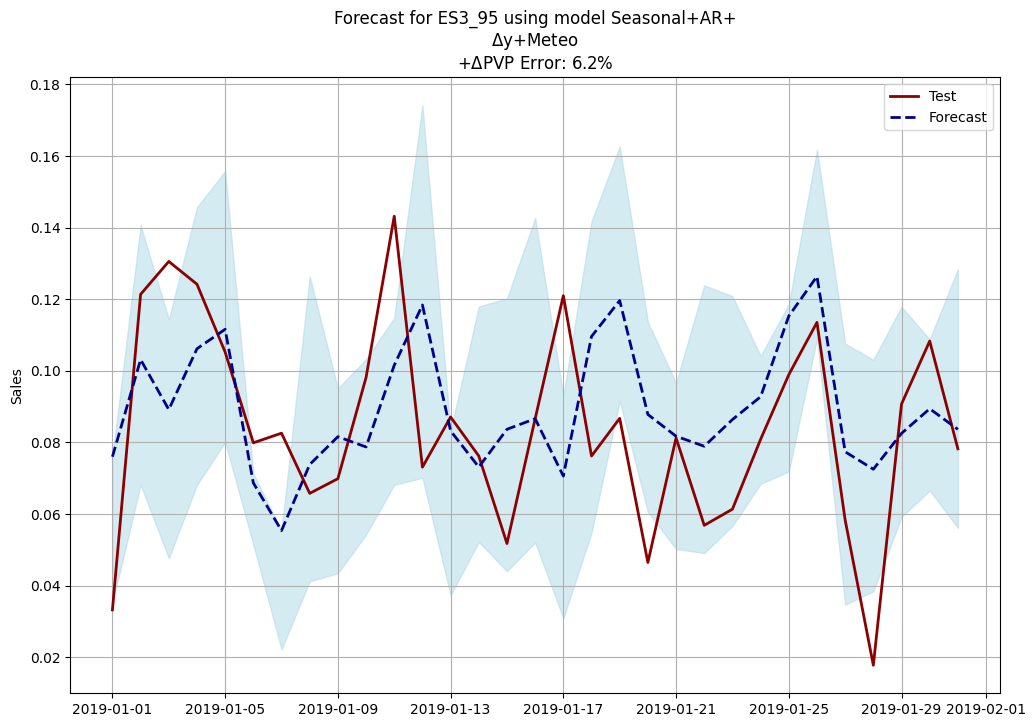 Forecast for ES3_95 using model Seasonal+AR+
Δy+Meteo
+ΔPVP Error: 6.2%
Test
Forecast
Sales
0.18
0.16
0.14
0.12
0.10
0.08
0.06
0.04
0.02
2019-01-01 2019-01-05 2019-01-09 2019-01-13 2019-01-17 2019-01-21 2019-01-25 2019-01-29 2019-02-01